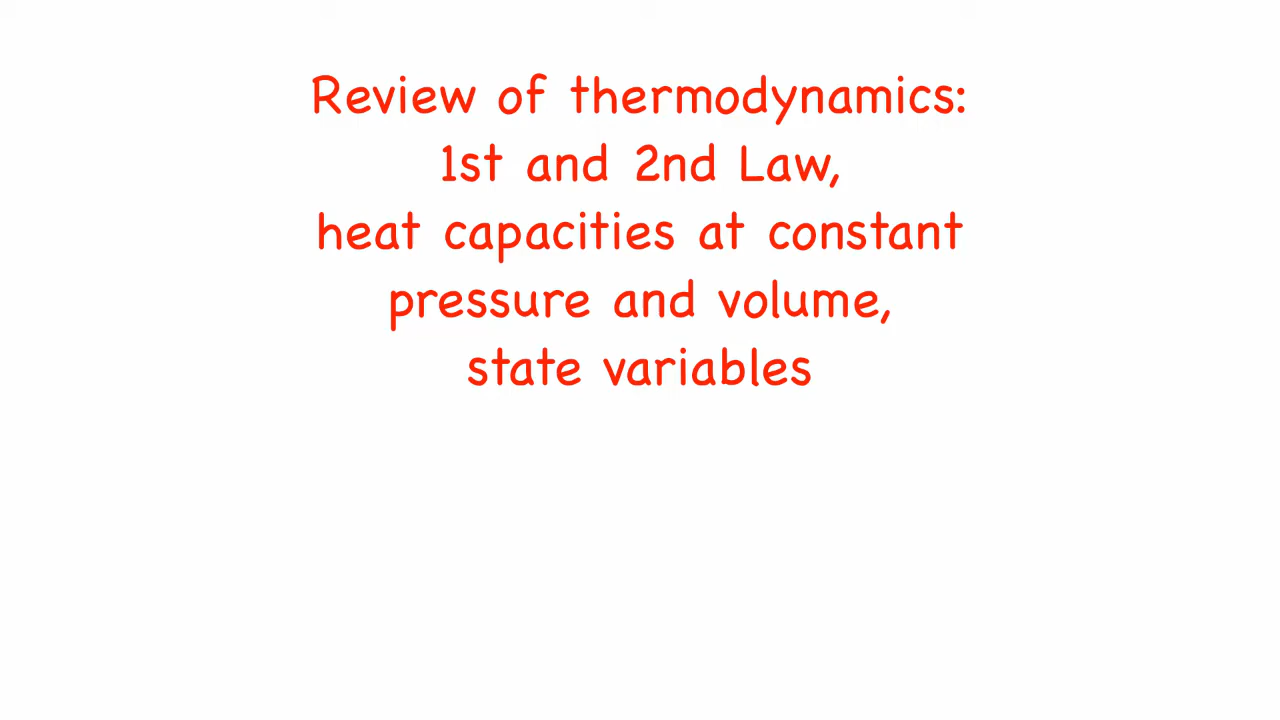 Review of thermodynamics:
1st and 2nd Law,
heat capacities at constant
pressure and volume,
state variables